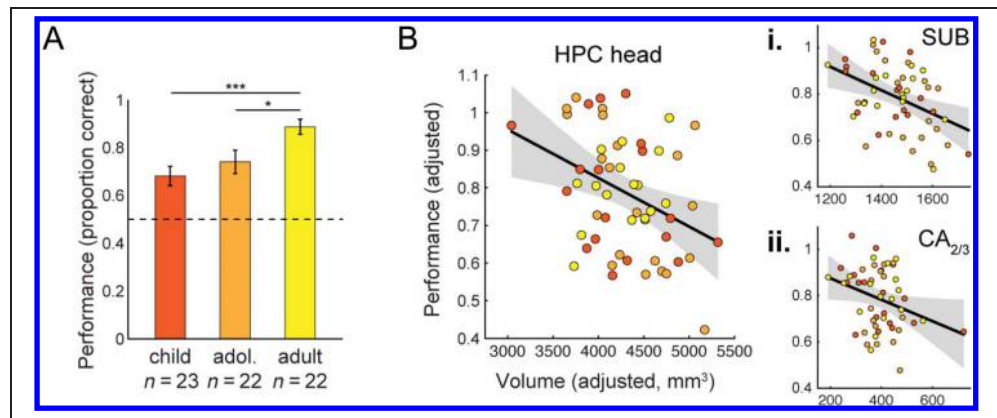 A
***
*
Performance (proportion correct)
1
0.8
0.6
0.4
0.2
0
child
adol.
adult
n = 23
n = 22
n = 22
B
HPC head
Performance (adjusted)
1.1
1
0.9
0.8
0.7
0.6
0.5
0.4
3000
3500
4000
4500
5000
5500
Volume (adjusted, mm³)
i.
SUB
1
0.8
0.6
0.4
1200
1400
1600
ii.
CA2/3
1
0.8
0.6
0.4
200
400
600